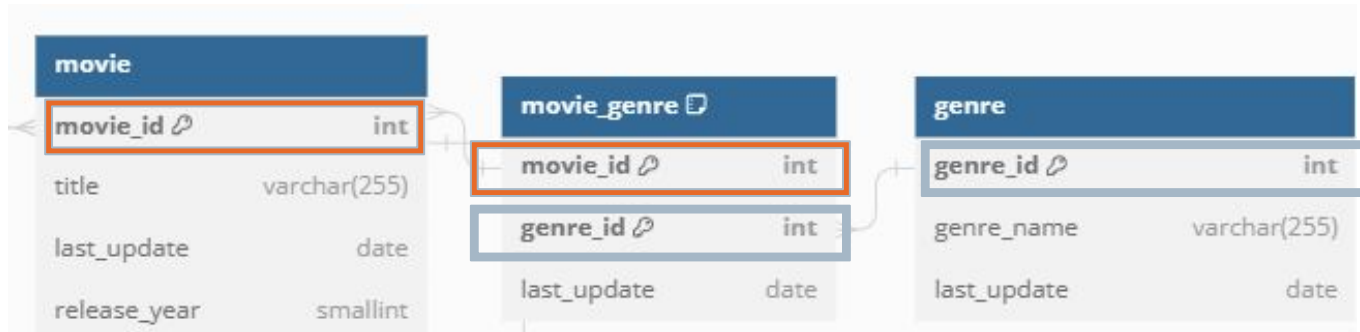 movie
movie_id int
title varchar(255)
last_update date
release_year smallint
movie_genre
movie_id int
genre_id int
last_update date
genre
genre_id int
genre_name varchar(255)
last_update date